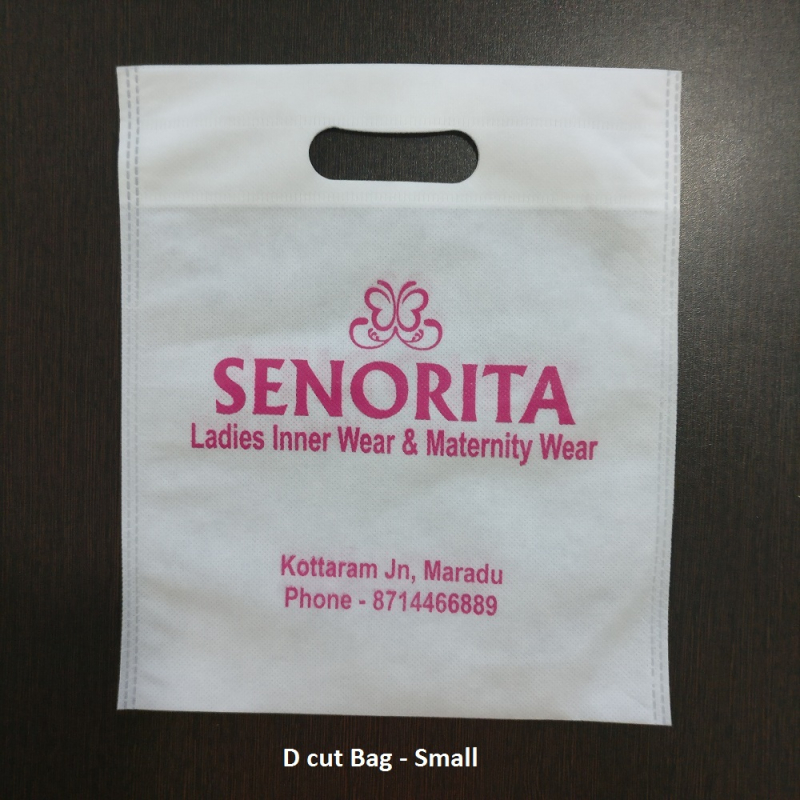 SENORITA
Ladies Inner Wear & Maternity Wear
Kottaram Jn, Maradu
Phone - 8714466889
D cut Bag - Small